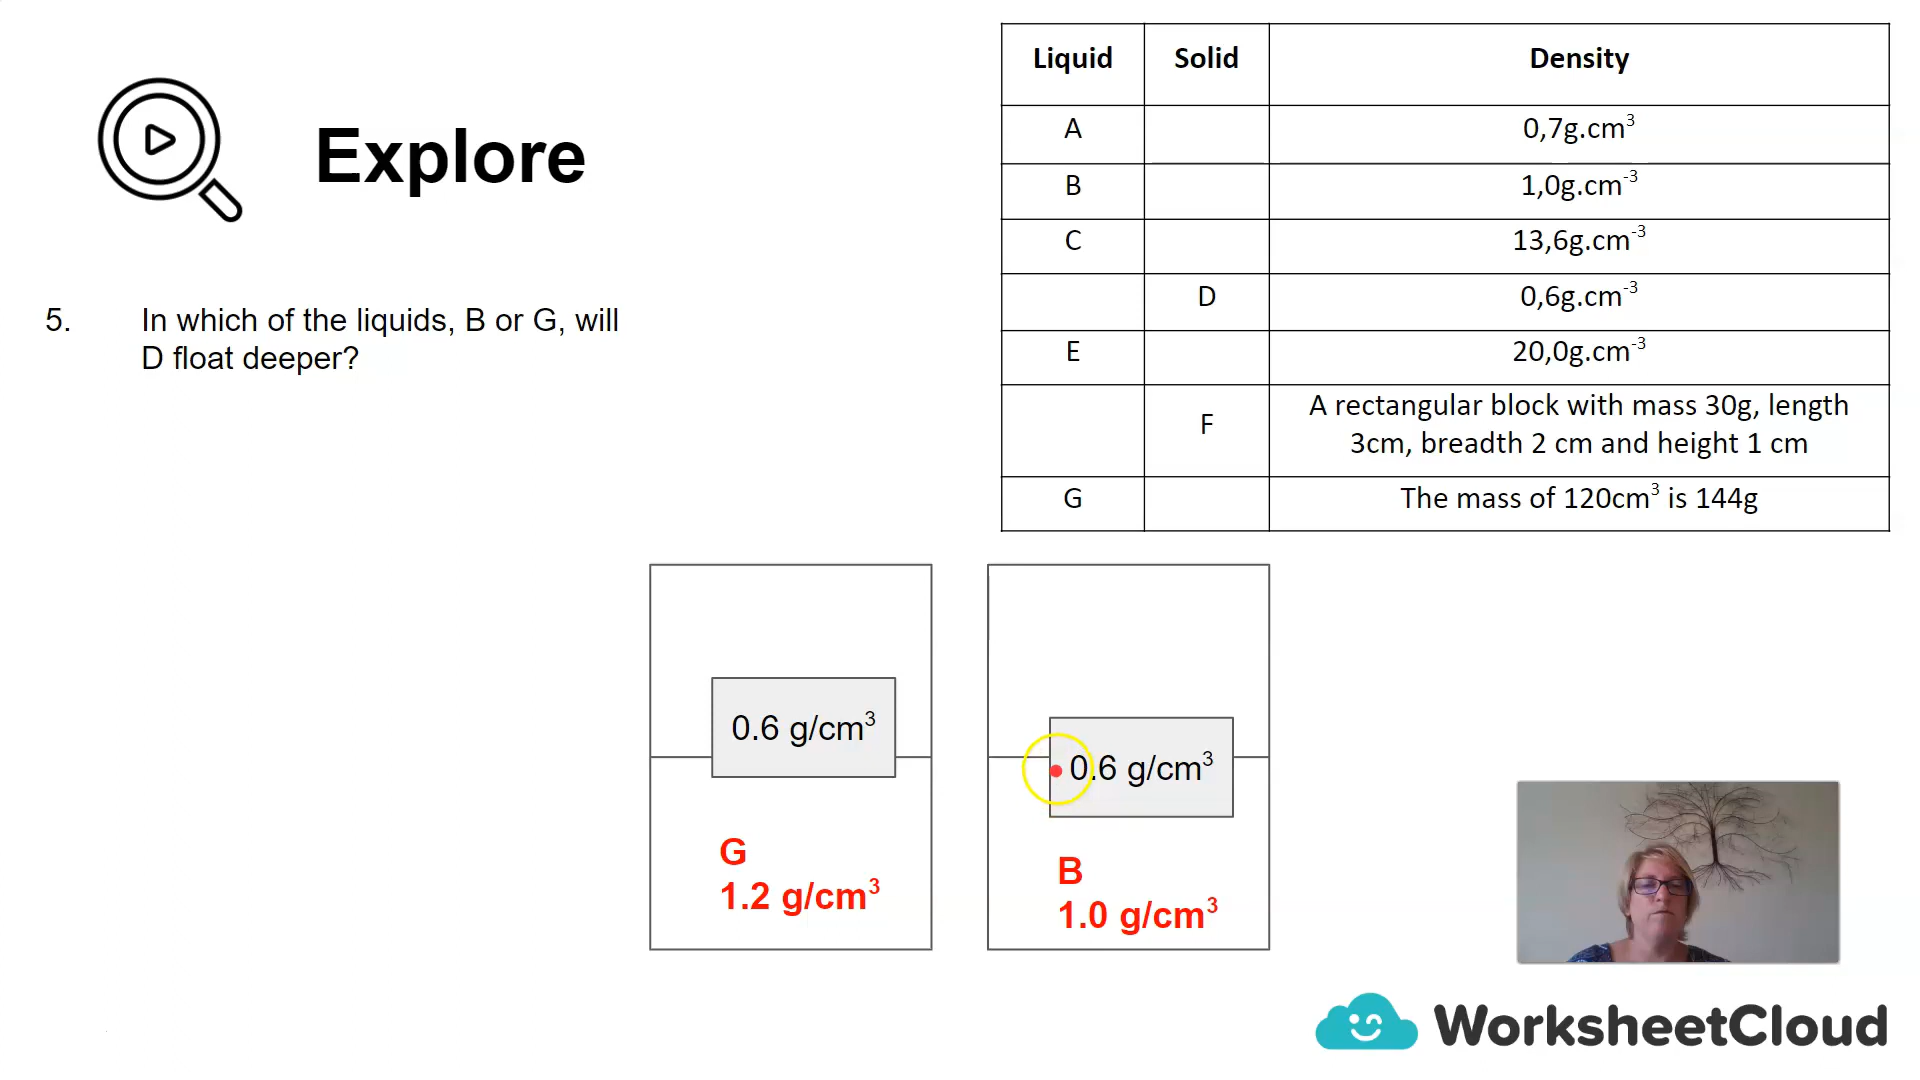 Explore
5. In which of the liquids, B or G, will
D float deeper?
Liquid Solid Density
A 0,7g.cm³
B 1,0g.cm⁻³
C 13,6g.cm⁻³
D 0,6g.cm⁻³
E 20,0g.cm⁻³
F A rectangular block with mass 30g, length
3cm, breadth 2 cm and height 1 cm
G The mass of 120cm³ is 144g
0.6 g/cm³
G
1.2 g/cm³
0.6 g/cm³
B
1.0 g/cm³
WorksheetCloud